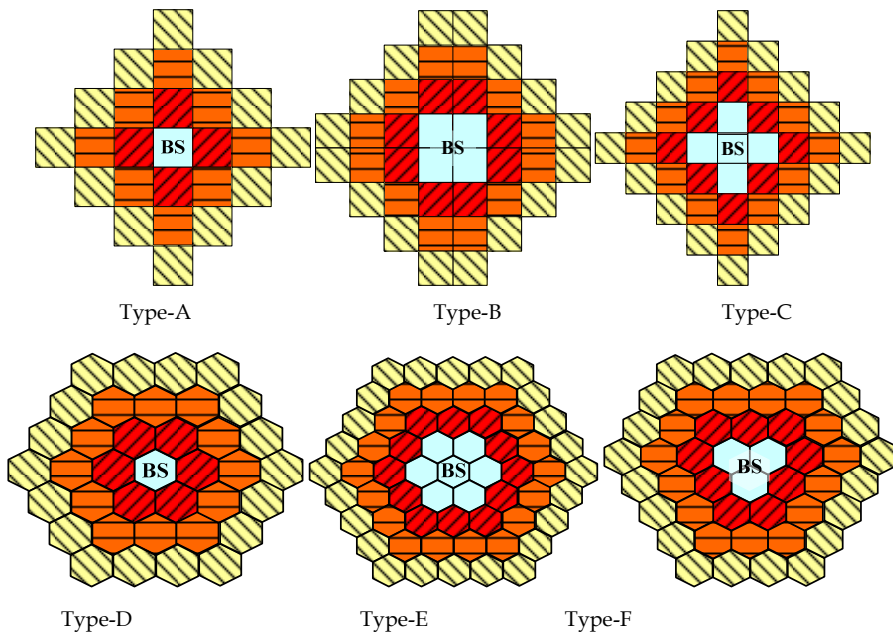 BS
BS
BS
Type-A
Type-B
Type-C
BS
BS
BS
Type-D
Type-E
Type-F